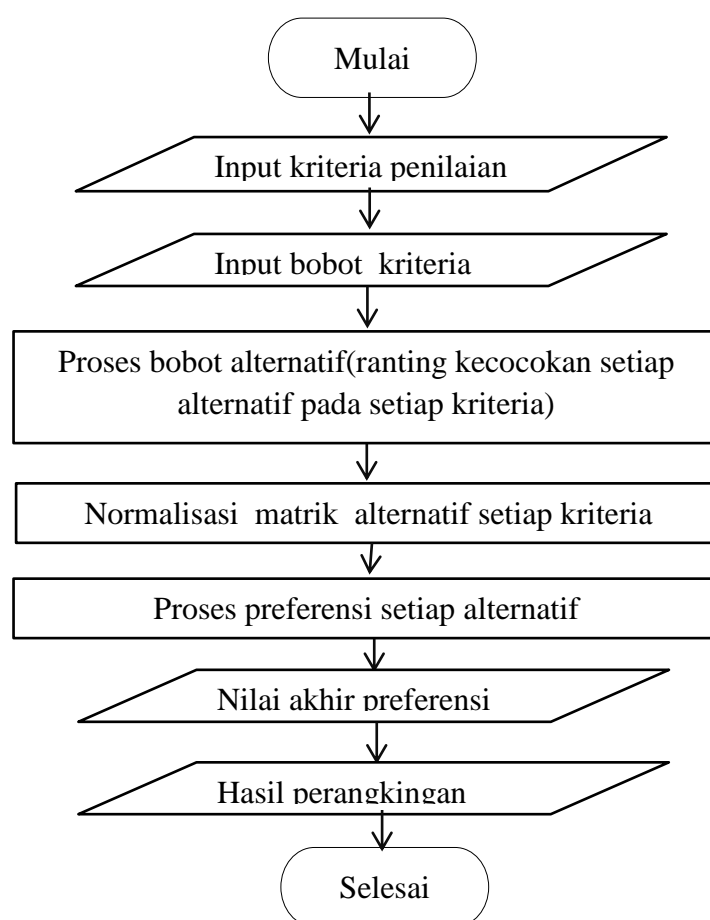 Mulai
Input kriteria penilaian
Input bobot kriteria
Proses bobot alternatif(ranting kecocokan setiap
alternatif pada setiap kriteria)
Normalisasi matrik alternatif setiap kriteria
Proses preferensi setiap alternatif
Nilai akhir preferensi
Hasil perangkingan
Selesai